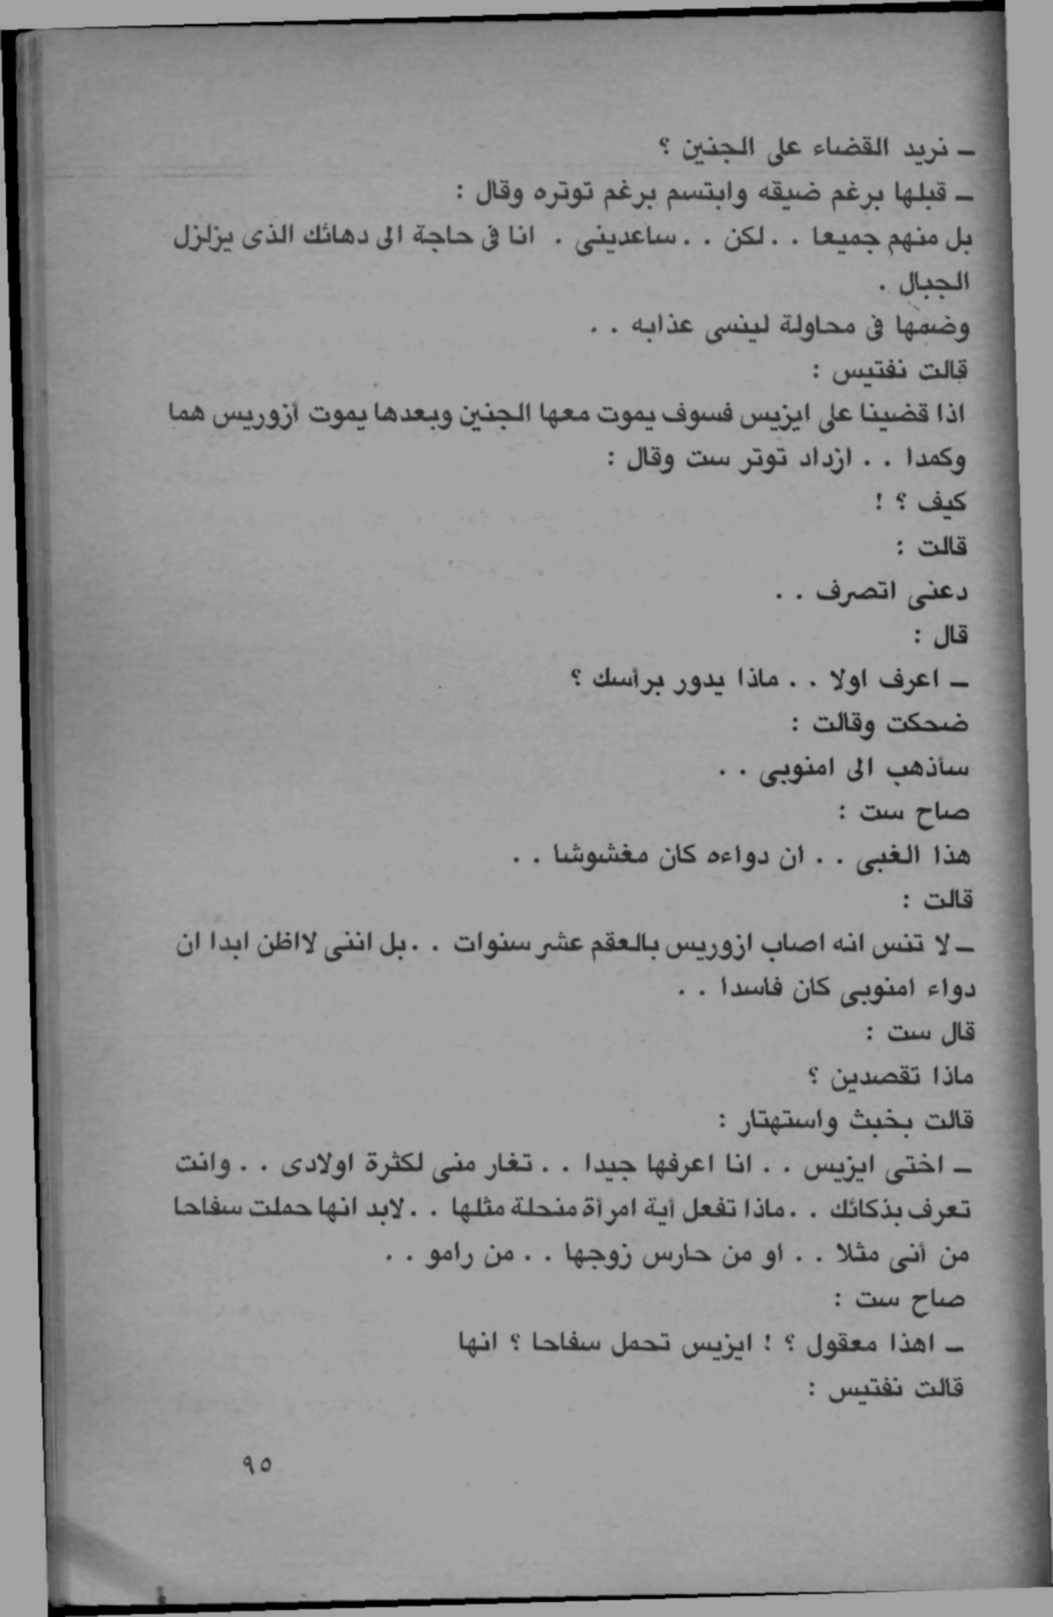 ـ نريد القضاء على الجنين ؟
ـ قبلها برغم ضيقه وابتسم برغم توتره وقال :
بل منهم جميعا . . لكن . . ساعدينى . انا فى حاجة الى دهائك الذى يزلزل
الجبال .
وضمها فى محاولة لينسى عذابه . .
قالت نفتيس :
اذا قضينا على ايزيس فسوف يموت معها الجنين وبعدها يموت أزوريس هما
وكمدا . . ازداد توتر ست وقال :
كيف ؟ !
قالت :
دعنى اتصرف . .
قال :
ـ اعرف اولا . . ماذا يدور برأسك ؟
ضحكت وقالت :
سأذهب الى امنوبى . .
صاح ست :
هذا الغبى . . ان دواءه كان مغشوشا . .
قالت :
ـ لا تنس انه اصاب ازوريس بالعقم عشر سنوات . . بل اننى لااظن ابدا ان
دواء امنوبى كان فاسدا . .
قال ست :
ماذا تقصدين ؟
قالت بخبث واستهتار :
ـ اختى ايزيس . . انا اعرفها جيدا . . تغار منى لكثرة اولادى . . وانت
تعرف بذكائك . . ماذا تفعل أية امرأة منحلة مثلها . . لابد انها حملت سفاحا
من أنى مثلا . . او من حارس زوجها . . من رامو . .
صاح ست :
ـ اهذا معقول ؟ ! ايزيس تحمل سفاحا ؟ انها
قالت نفتيس :
٩٥